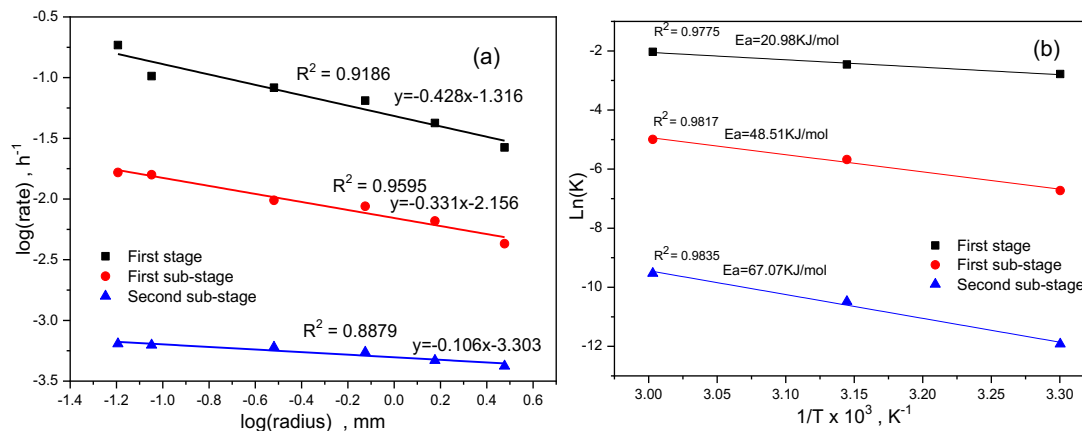 (a)
R² = 0.9186
y=-0.428x-1.316
R² = 0.9595
y=-0.331x-2.156
First stage
First sub-stage
Second sub-stage
R² = 0.8879
y=-0.106x-3.303
-0.5
-1.0
-1.5
-2.0
-2.5
-3.0
-3.5
log(rate) , h⁻¹
-1.4 -1.2 -1.0 -0.8 -0.6 -0.4 -0.2 0.0 0.2 0.4 0.6 0.8
log(radius) , mm
(b)
R² = 0.9775
Ea=20.98KJ/mol
R² = 0.9817
Ea=48.51KJ/mol
R² = 0.9835
Ea=67.07KJ/mol
First stage
First sub-stage
Second sub-stage
-2
-4
-6
-8
-10
-12
Ln(K)
3.00 3.05 3.10 3.15 3.20 3.25 3.30
1/T x 10³ , K⁻¹